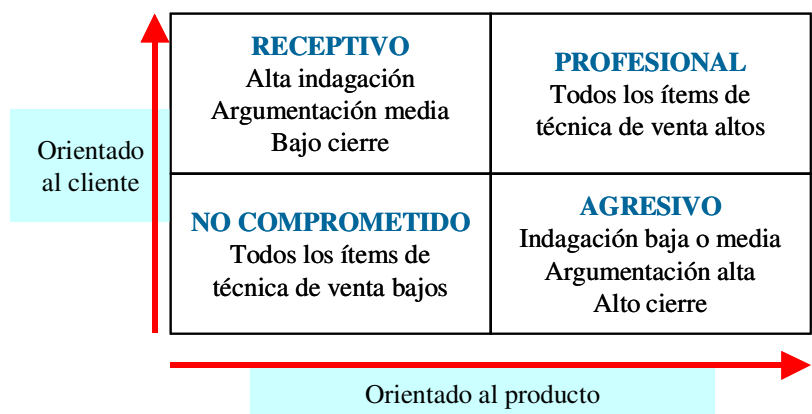 RECEPTIVO
Alta indagación
Argumentación media
Bajo cierre
PROFESIONAL
Todos los ítems de
técnica de venta altos
Orientado
al cliente
NO COMPROMETIDO
Todos los ítems de
técnica de venta bajos
AGRESIVO
Indagación baja o media
Argumentación alta
Alto cierre
Orientado al producto